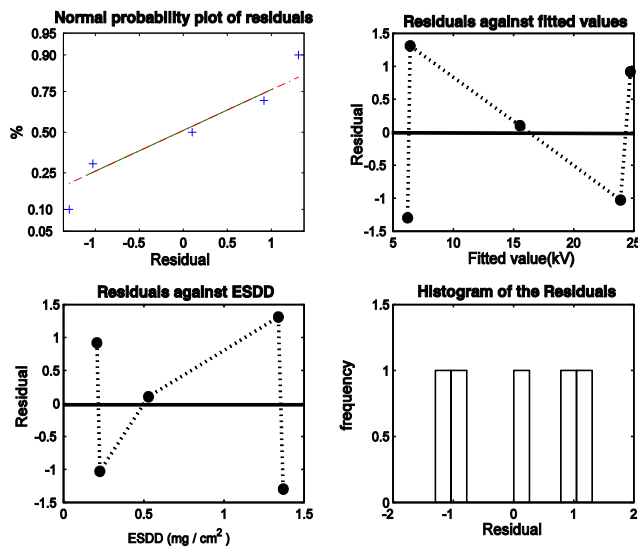 Normal probability plot of residuals
0.95
0.90
0.75
0.50
0.25
0.10
0.05
%
-1 -0.5 0 0.5 1
Residual
Residuals against fitted values
1.5
1
0.5
0
-0.5
-1
-1.5
Residual
5 10 15 20 25
Fitted value(kV)
Residuals against ESDD
1.5
1
0.5
0
-0.5
-1
1.5
Residual
0 0.5 1 1.5
ESDD (mg / cm²)
Histogram of the Residuals
1.5
1
0.5
0
frequency
-2 -1 0 1 2
Residual